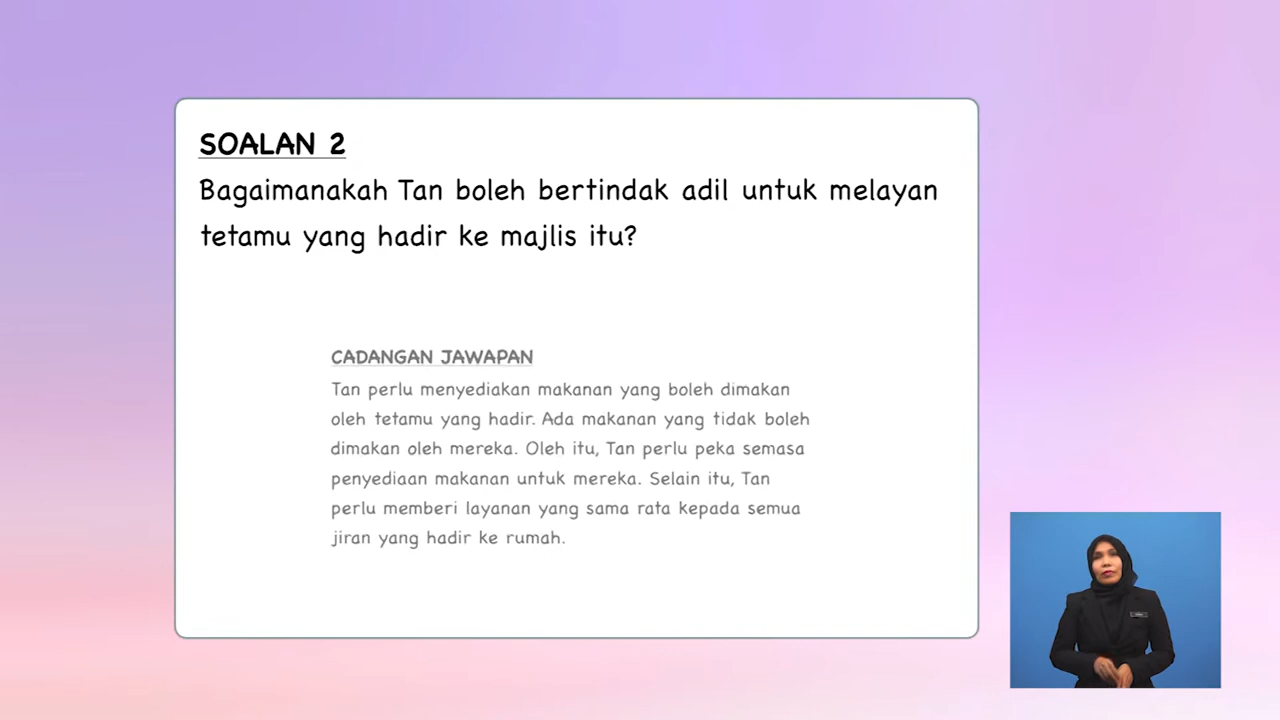 SOALAN 2
Bagaimanakah Tan boleh bertindak adil untuk melayan
tetamu yang hadir ke majlis itu?
CADANGAN JAWAPAN
Tan perlu menyediakan makanan yang boleh dimakan
oleh tetamu yang hadir. Ada makanan yang tidak boleh
dimakan oleh mereka. Oleh itu, Tan perlu peka semasa
penyediaan makanan untuk mereka. Selain itu, Tan
perlu memberi layanan yang sama rata kepada semua
jiran yang hadir ke rumah.